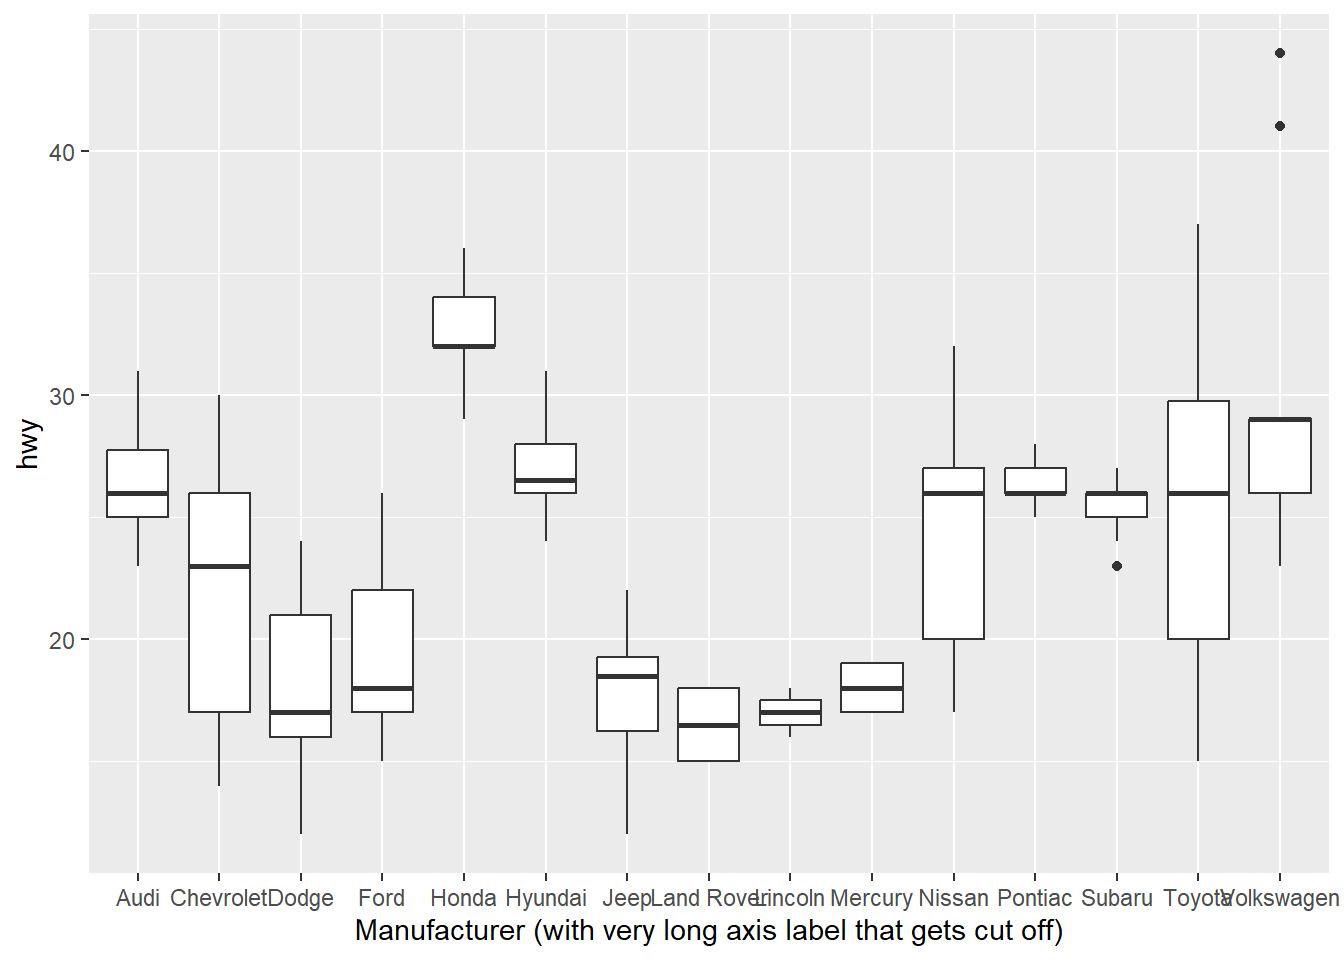 hwy
40
30
20
Audi Chevrolet Dodge Ford Honda Hyundai Jeep Land Rover Lincoln Mercury Nissan Pontiac Subaru Toyota Volkswagen
Manufacturer (with very long axis label that gets cut off)